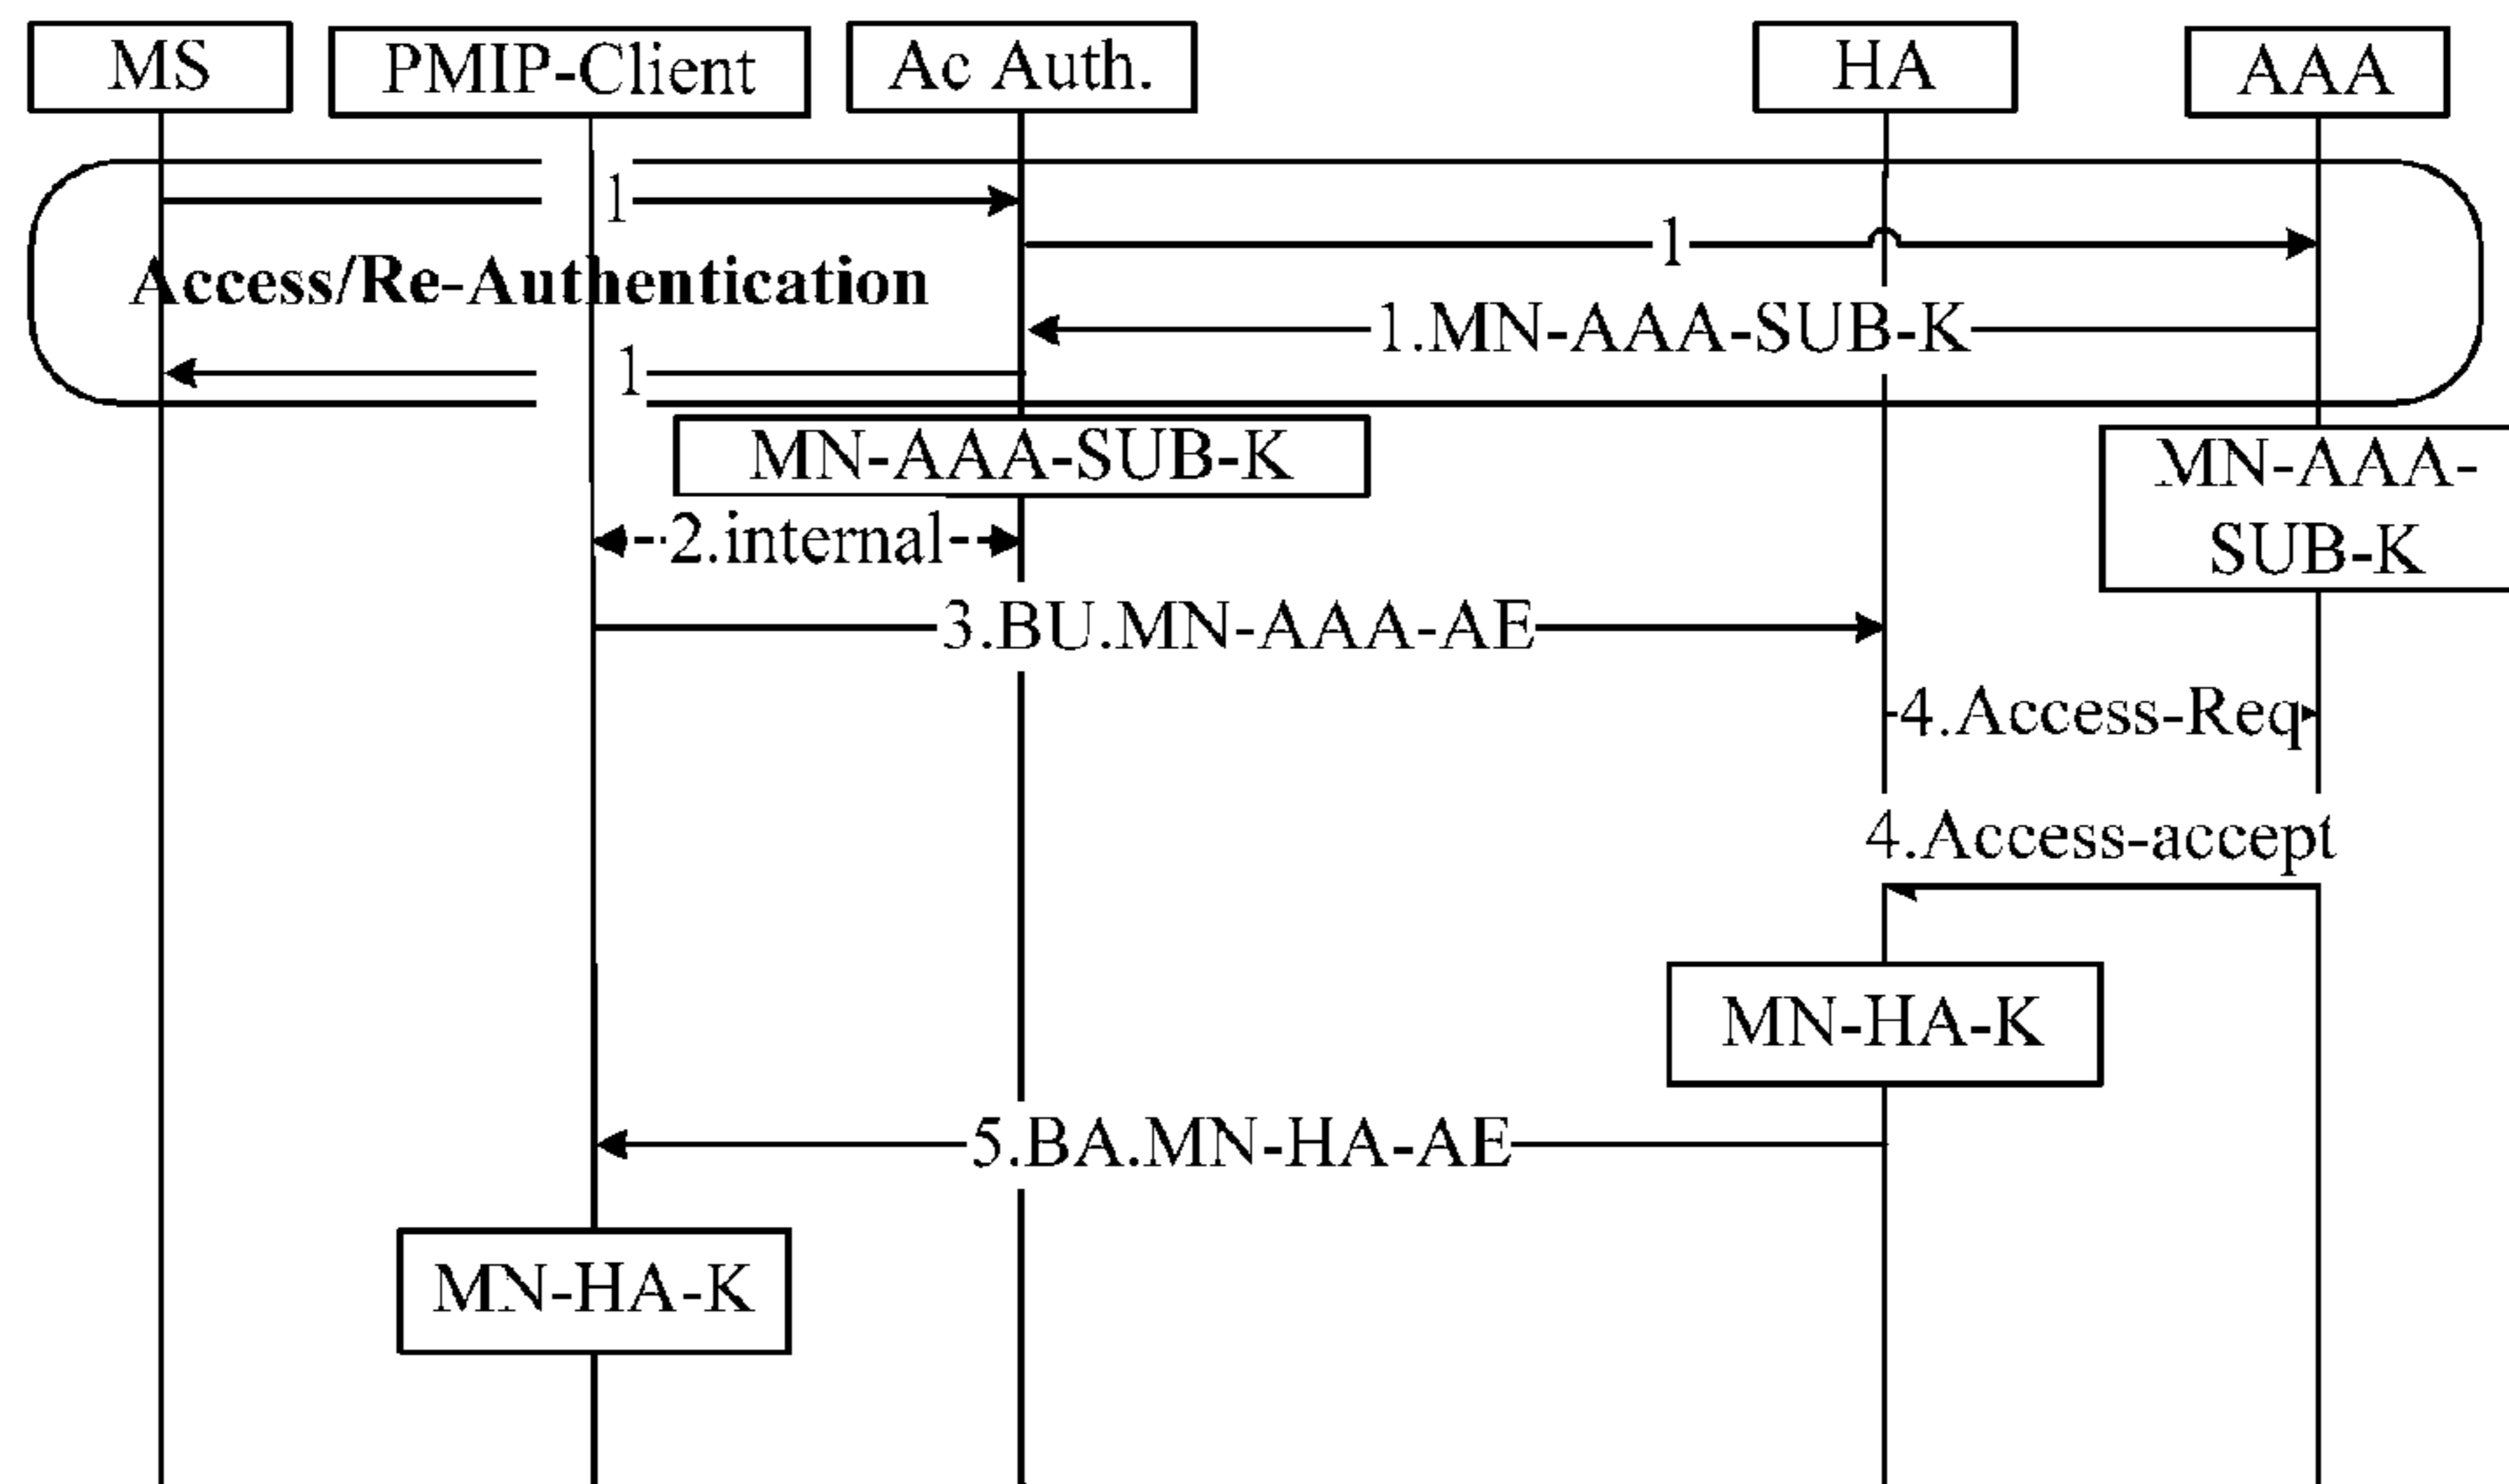 MS
PMIP-Client
Ac Auth.
HA
AAA
1
1
Access/Re-Authentication
1.MN-AAA-SUB-K
1
MN-AAA-SUB-K
MN-AAA-
SUB-K
2.internal
3.BU.MN-AAA-AE
4.Access-Req
4.Access-accept
MN-HA-K
5.BA.MN-HA-AE
MN-HA-K